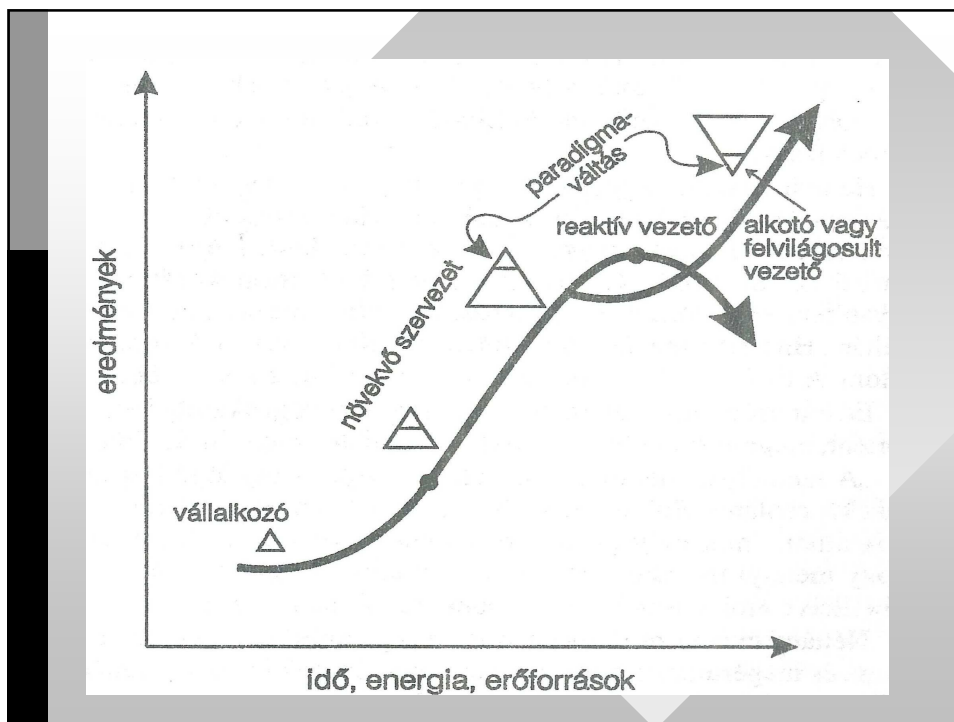 paradigma-
váltás
reaktív vezető
alkotó vagy
felvilágosult
vezető
eredmények
növekvő szervezet
vállalkozó
idő, energia, erőforrások